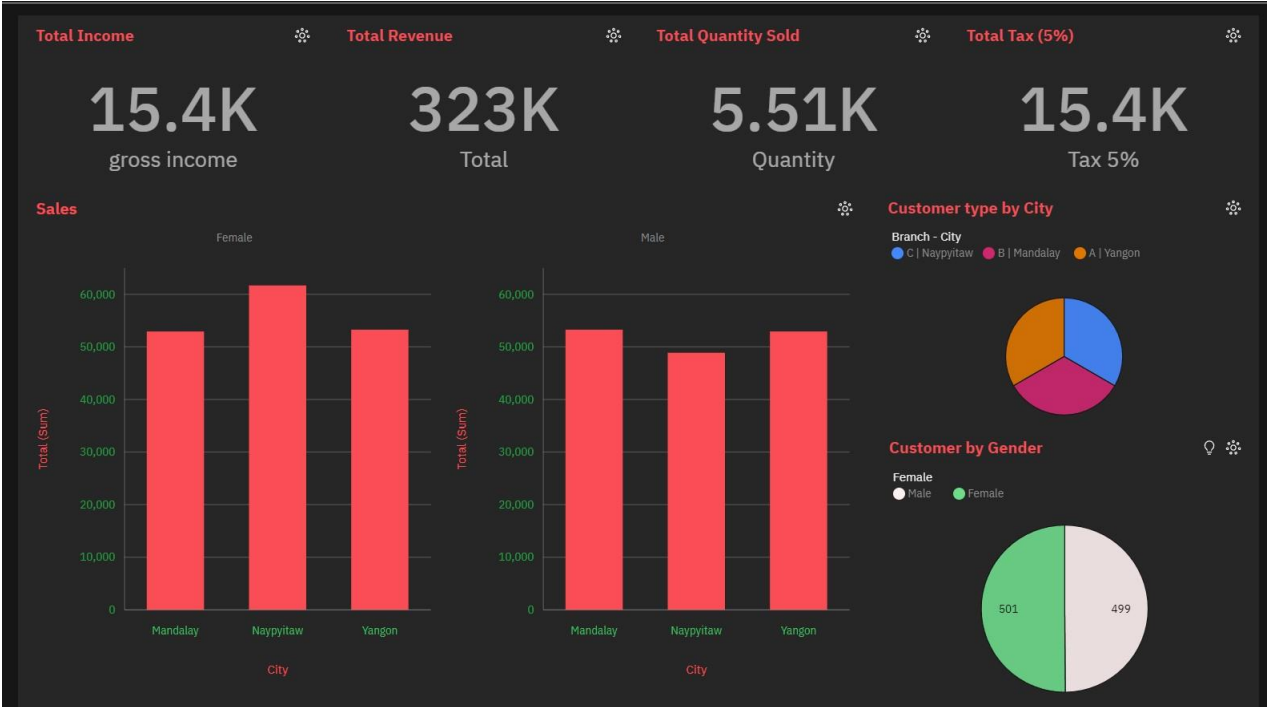 Total Income
Total Revenue
Total Quantity Sold
Total Tax (5%)
15.4K
323K
5.51K
15.4K
gross income
Total
Quantity
Tax 5%
Sales
Female
Male
60,000
50,000
40,000
30,000
20,000
10,000
0
Total (Sum)
Mandalay
Naypyitaw
Yangon
City
60,000
50,000
40,000
30,000
20,000
10,000
0
Total (Sum)
Mandalay
Naypyitaw
Yangon
City
Customer type by City
Branch - City
C | Naypyitaw
B | Mandalay
A | Yangon
Customer by Gender
Female
Male
Female
501
499